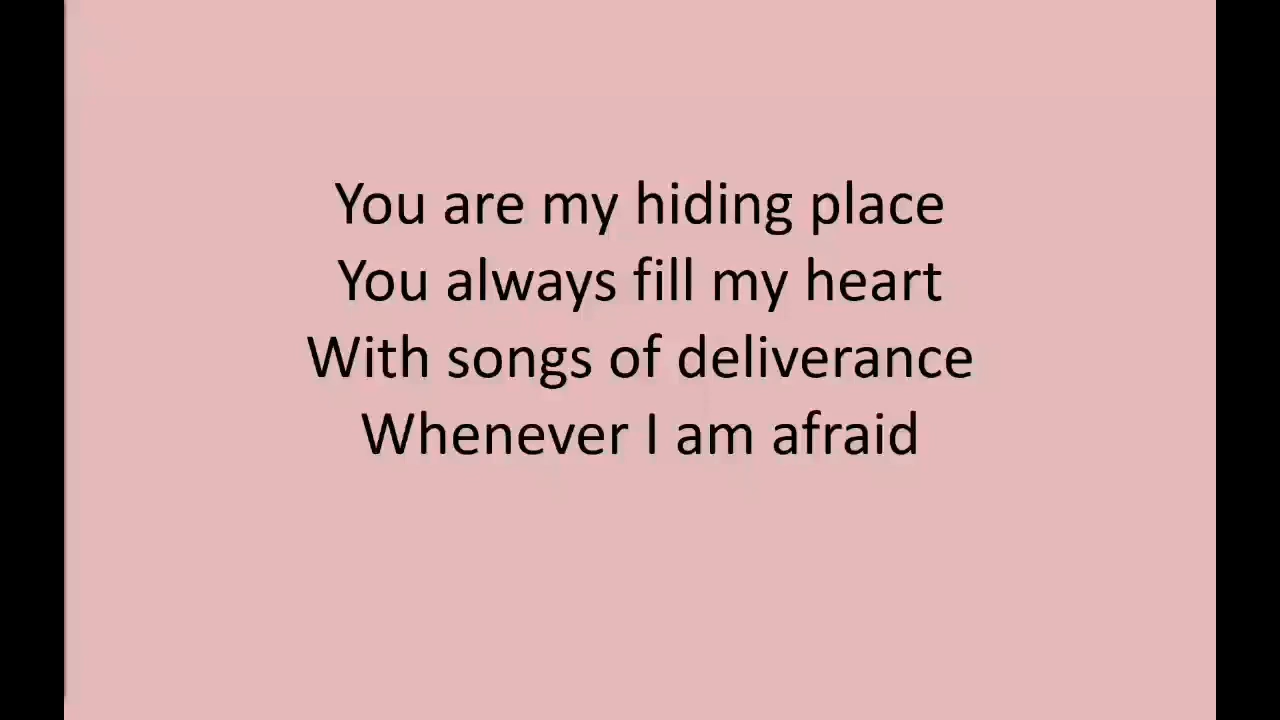 You are my hiding place
You always fill my heart
With songs of deliverance
Whenever I am afraid